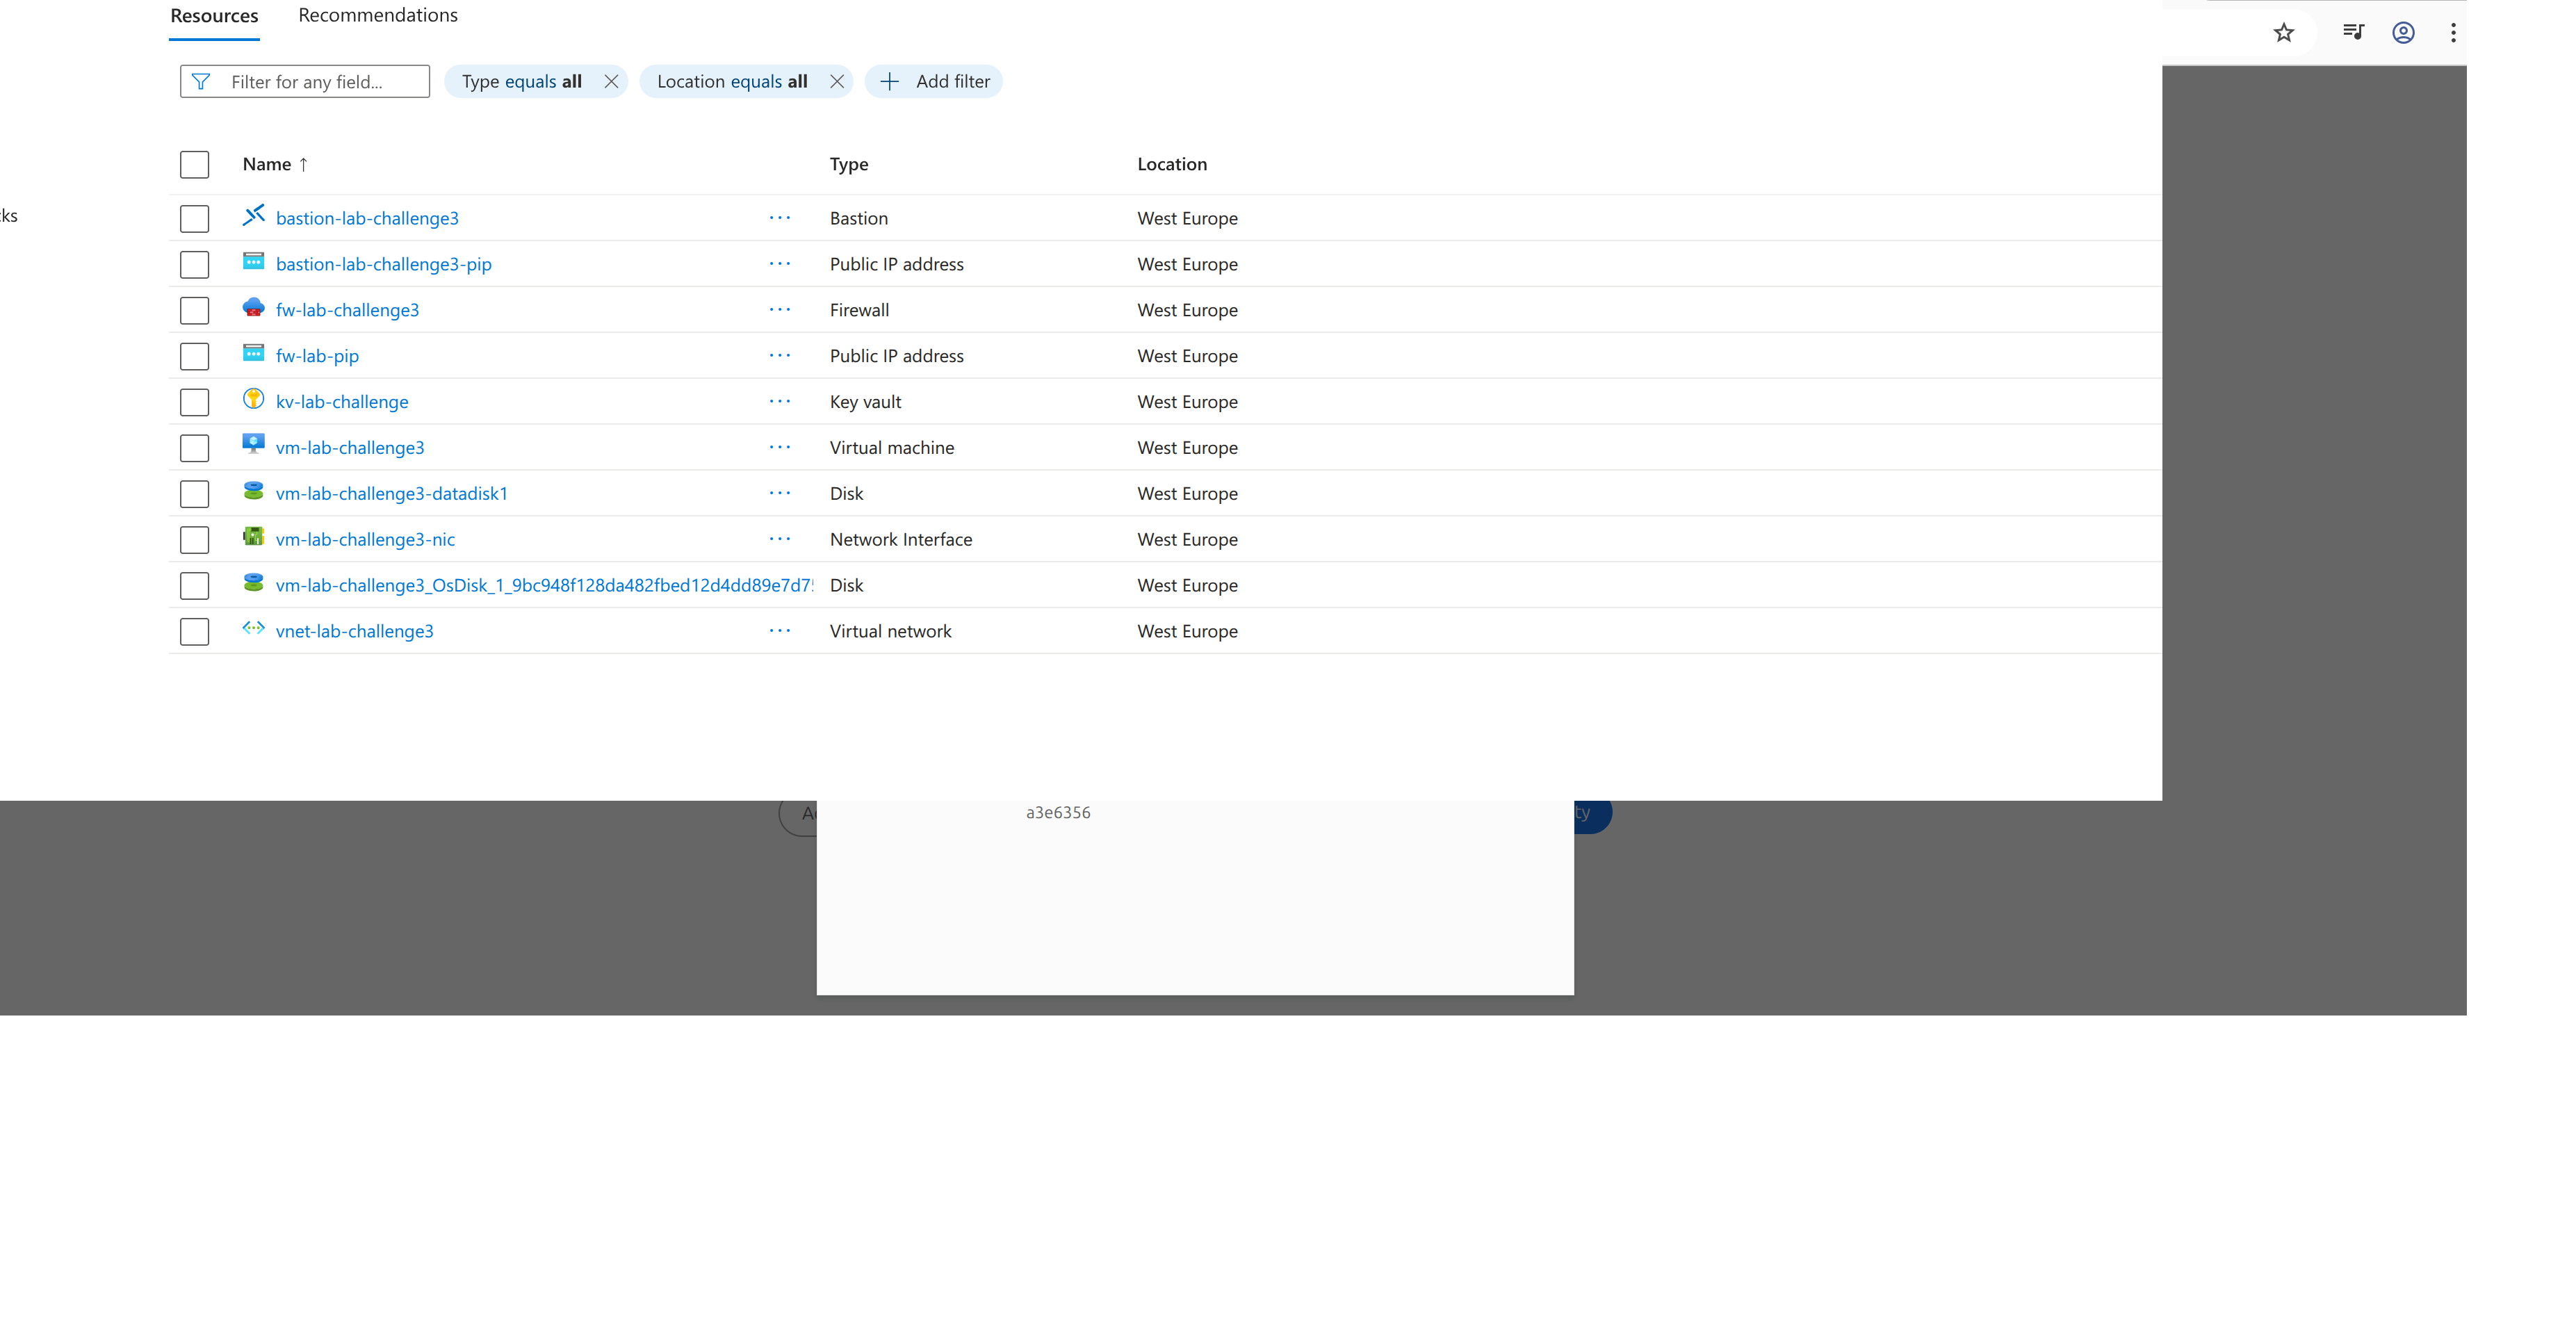 Resources Recommendations
Filter for any field... Type equals all Location equals all Add filter
Name ↑ Type Location
bastion-lab-challenge3 ... Bastion West Europe
bastion-lab-challenge3-pip ... Public IP address West Europe
fw-lab-challenge3 ... Firewall West Europe
fw-lab-pip ... Public IP address West Europe
kv-lab-challenge ... Key vault West Europe
vm-lab-challenge3 ... Virtual machine West Europe
vm-lab-challenge3-datadisk1 ... Disk West Europe
vm-lab-challenge3-nic ... Network Interface West Europe
vm-lab-challenge3_OsDisk_1_9bc948f128da482fbed12d4dd89e7d7 Disk West Europe
vnet-lab-challenge3 ... Virtual network West Europe
a3e6356